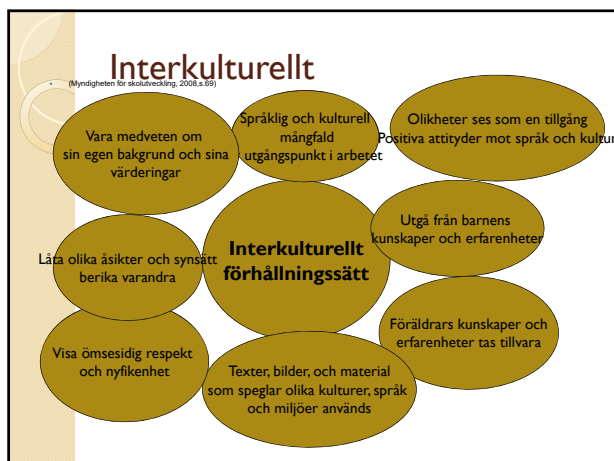 Interkulturellt
(Myndigheten för skolutveckling, 2008,s.69)
Vara medveten om
sin egen bakgrund och sina
värderingar
Språklig och kulturell
mångfald
utgångspunkt i arbetet
Olikheter ses som en tillgång
Positiva attityder mot språk och kultur
Låta olika åsikter och synsätt
berika varandra
Interkulturellt
förhållningssätt
Utgå från barnens
kunskaper och erfarenheter
Visa ömsesidig respekt
och nyfikenhet
Texter, bilder, och material
som speglar olika kulturer, språk
och miljöer används
Föräldrars kunskaper och
erfarenheter tas tillvara